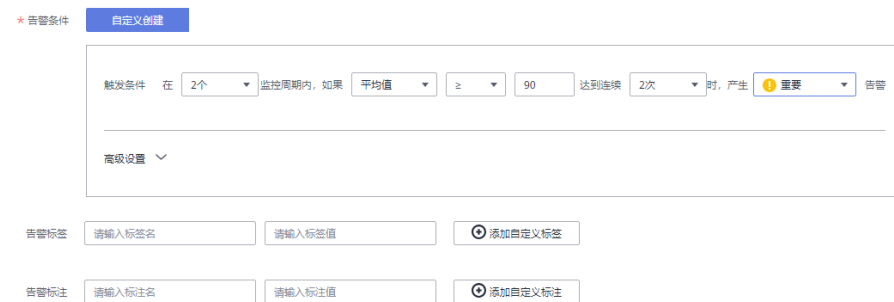 * 告警条件 自定义创建
触发条件 在 2个 监控周期内, 如果 平均值 ≥ 90 达到连续 2次 时, 产生 重要 告警
高级设置
告警标签 请输入标签名 请输入标签值 添加自定义标签
告警标注 请输入标注名 请输入标注值 添加自定义标注